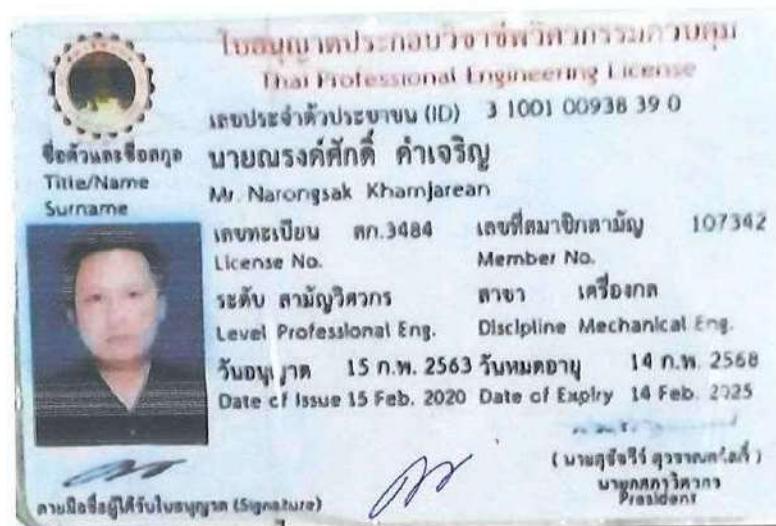 ใบอนุญาตประกอบวิชาชีพวิศวกรรมควบคุม
Thai Professional Engineering License
เลขประจำตัวประชาชน (ID) 3 1001 00938 39 0
ชื่อตัวและชื่อสกุล นายณรงค์ศักดิ์ คำเจริญ
Title/Name Mr. Narongsak Khamjarean
Surname
เลขทะเบียน สก.3484 เลขที่สมาชิกสามัญ 107342
License No. Member No.
ระดับ สามัญวิศวกร สาขา เครื่องกล
Level Professional Eng. Discipline Mechanical Eng.
วันอนุญาต 15 ก.พ. 2563 วันหมดอายุ 14 ก.พ. 2568
Date of Issue 15 Feb. 2020 Date of Expiry 14 Feb. 2025
นายกสภาวิศวกร
President
ลายมือชื่อผู้ได้รับใบอนุญาต (Signature)